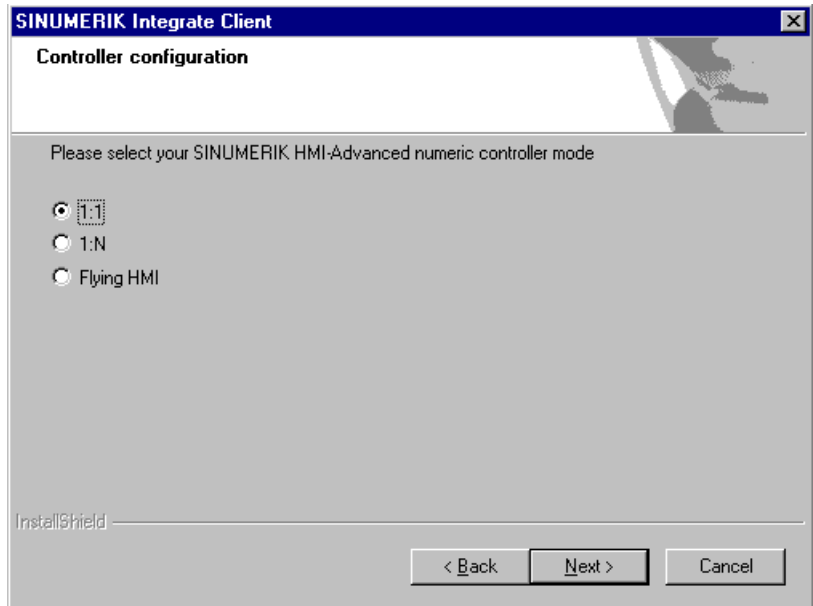 SINUMERIK Integrate Client
Controller configuration
Please select your SINUMERIK HMI-Advanced numeric controller mode
1:1
1:N
Flying HMI
InstallShield
< Back Next > Cancel